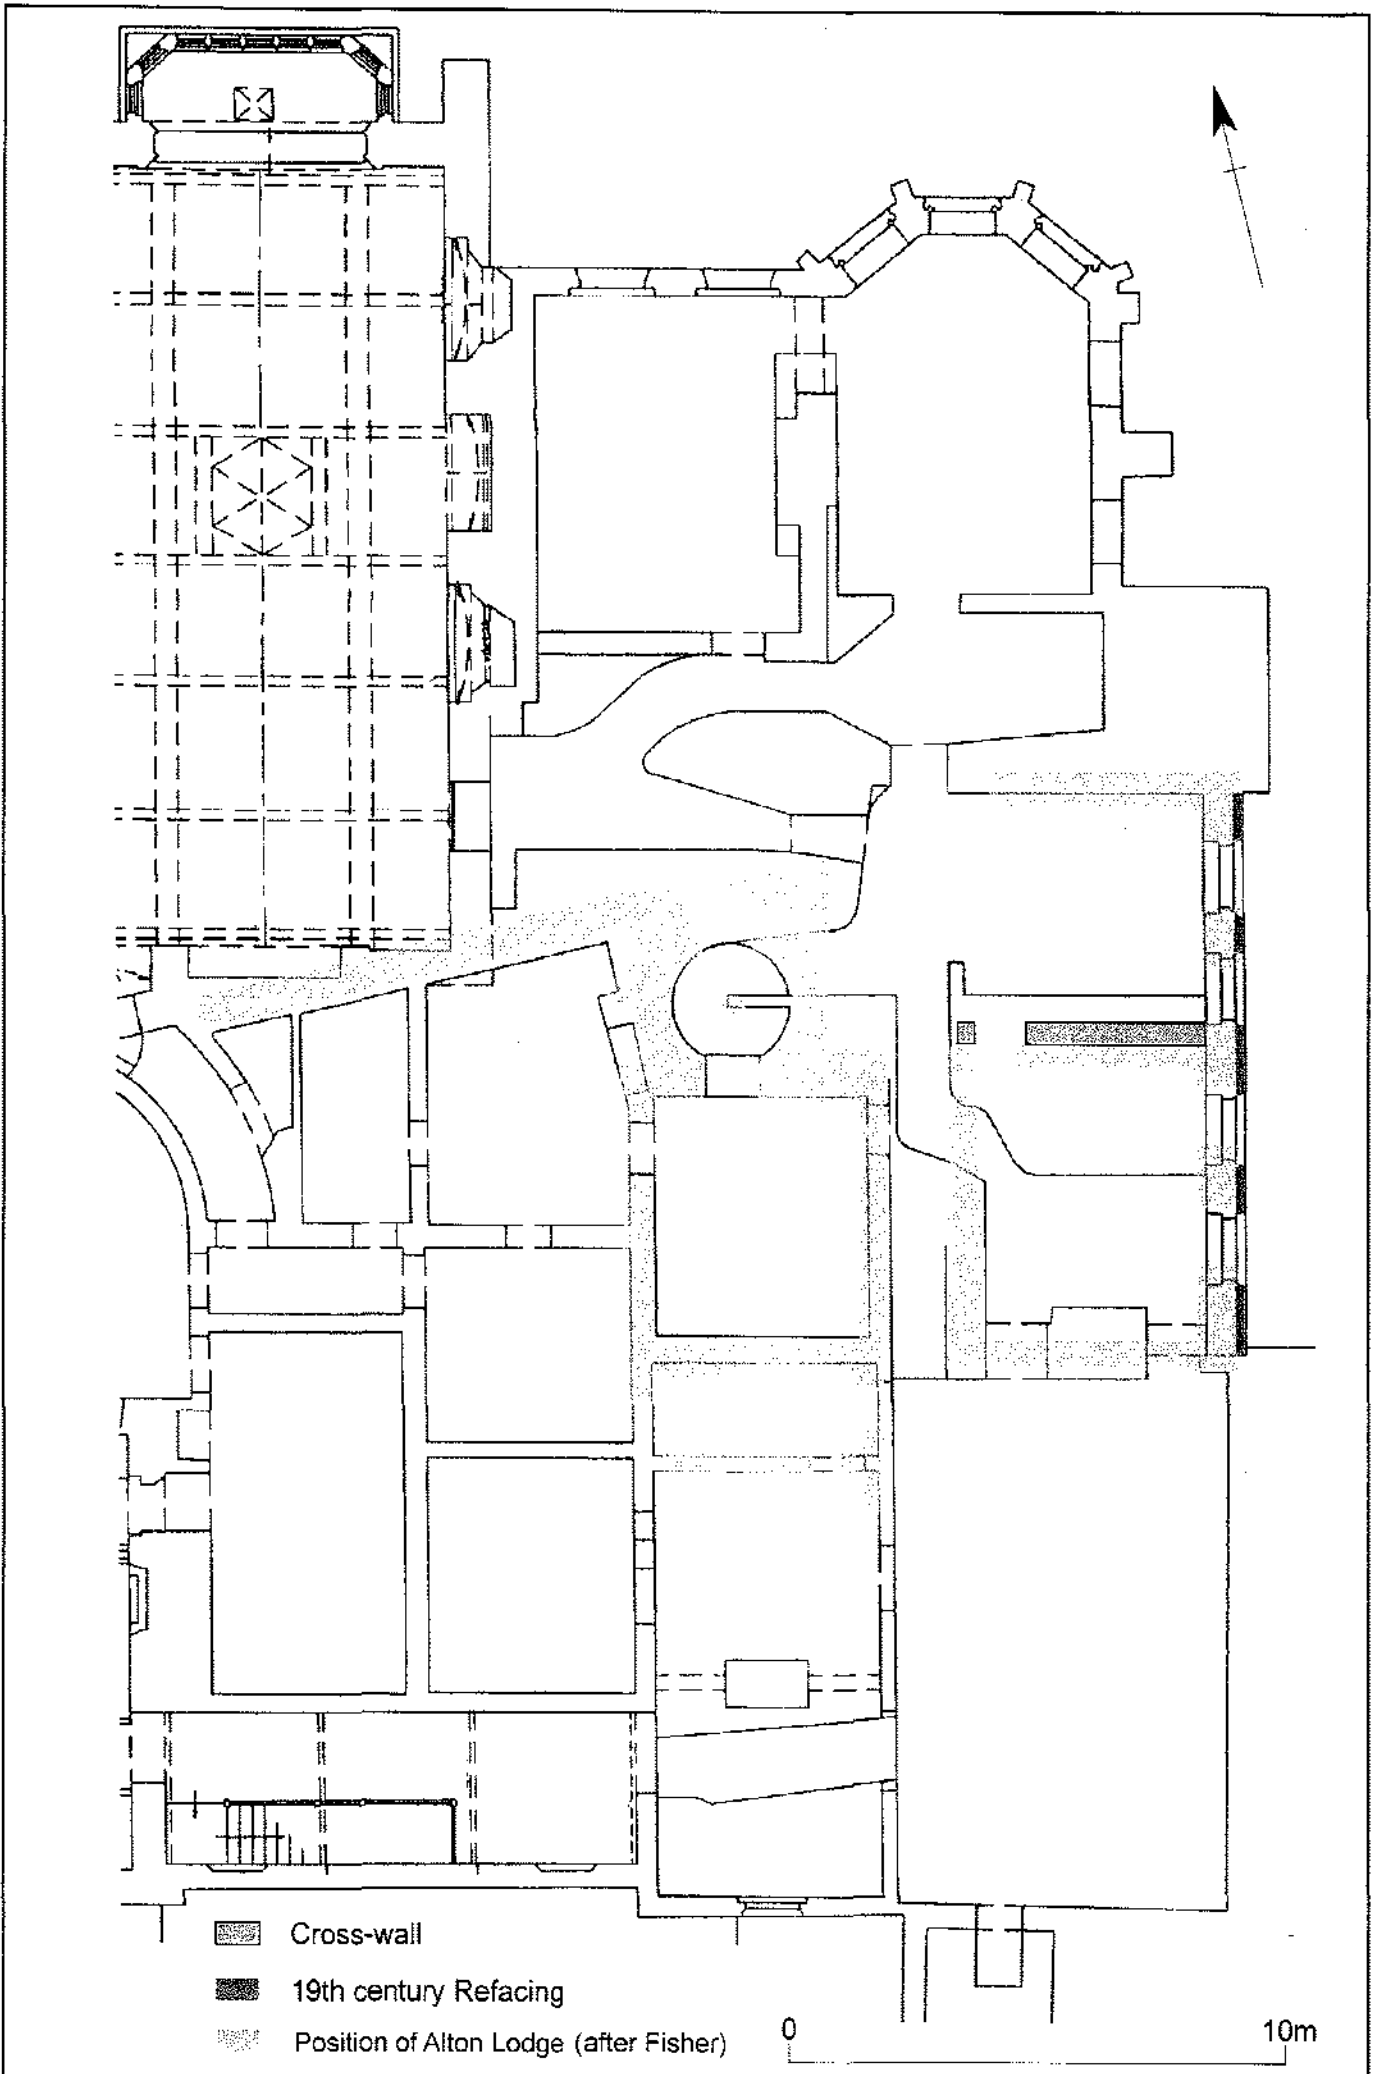 Cross-wall
19th century Refacing
Position of Alton Lodge (after Fisher)
0 10m